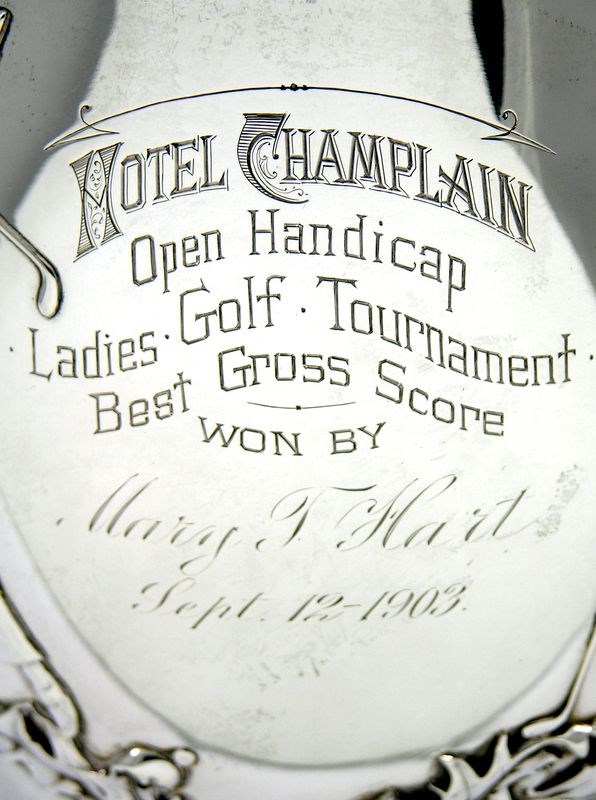 HOTEL CHAMPLAIN
Open Handicap
· Ladies · Golf · Tournament ·
Best Gross Score
WON BY
Mary T Hart
Sept. 12-1903.